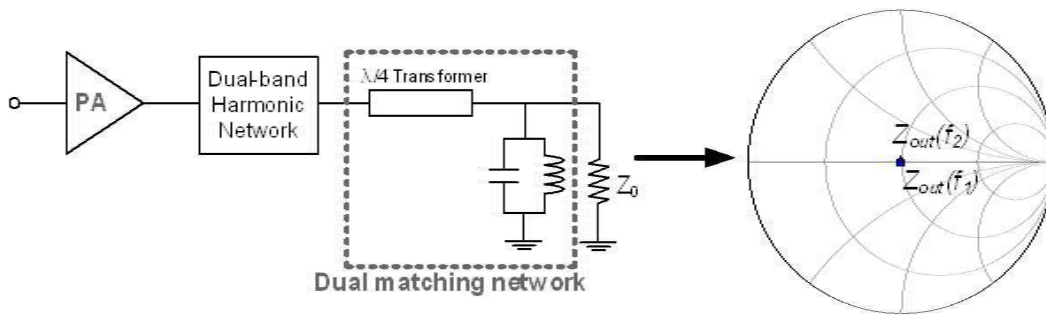 PA
Dual-band
Harmonic
Network
λ/4 Transformer
Z0
Dual matching network
Zout(f2)
Zout(f1)